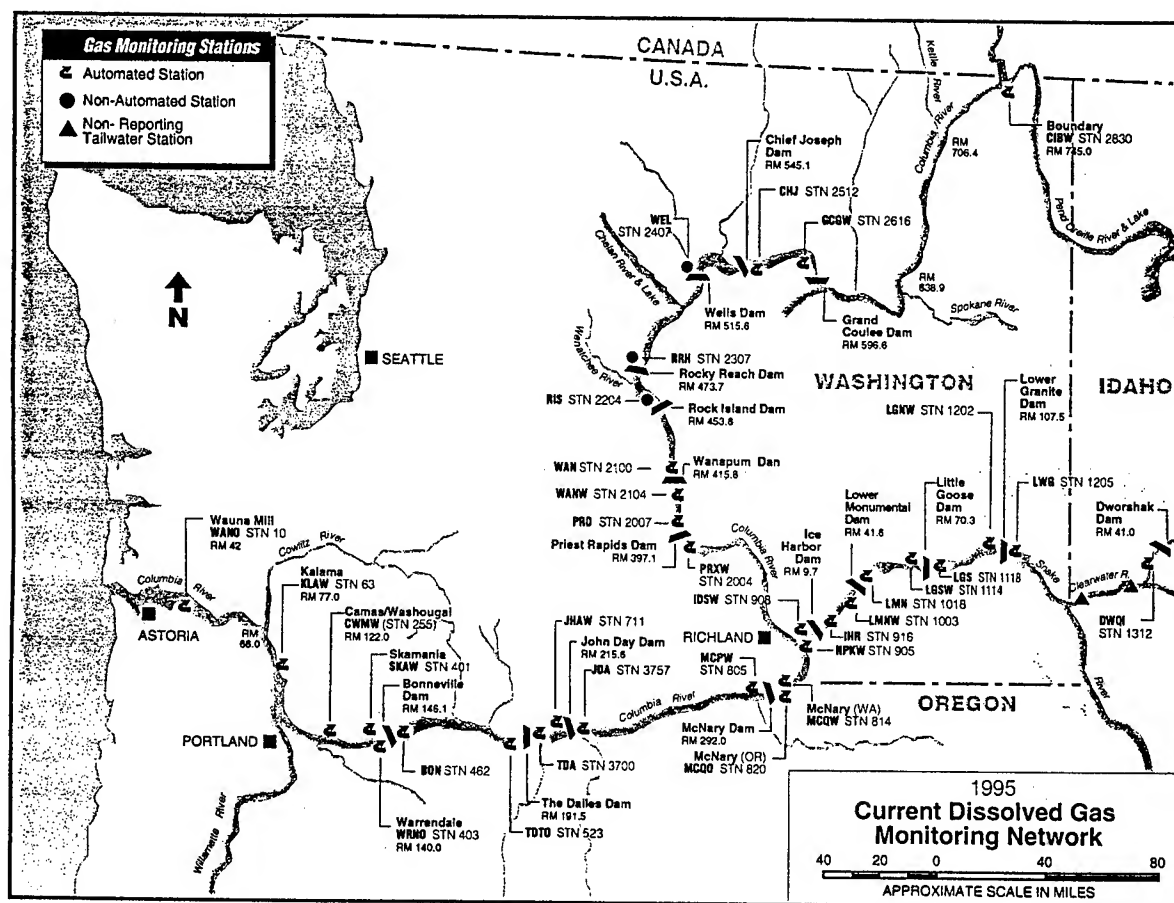 Gas Monitoring Stations
Automated Station
Non-Automated Station
Non- Reporting
Tailwater Station
CANADA
U.S.A.
Kettle River
Columbia River
RM
706.4
Boundary
CIBW STN 2830
RM 745.0
Pend Oreille River & Lake
Chief Joseph
Dam
RM 545.1
CHJ STN 2512
GCGW STN 2616
WEL
STN 2407
Chelan River & Lake
Wells Dam
RM 515.6
RM
638.9
Spokane River
Grand
Coulee Dam
RM 596.6
N
SEATTLE
Wenatchee River
RRH STN 2307
Rocky Reach Dam
RM 473.7
RIS STN 2204
Rock Island Dam
RM 453.6
WASHINGTON
IDAHO
Lower
Granite
Dam
RM 107.5
LGNW STN 1202
WAN STN 2100
Wanapum Dan
RM 415.8
WANW STN 2104
PRD STN 2007
Priest Rapids Dam
RM 397.1
PRXW
STN 2004
Columbia River
Ice
Harbor
Dam
RM 9.7
Lower
Monumental
Dam
RM 41.6
Little
Goose
Dam
RM 70.3
LWG STN 1205
Dworshak
Dam
RM 41.0
Snake
River
Clearwater R.
DWQI
STN 1312
LGS STN 1118
LGSW STN 1114
LMN STN 1018
LMNW STN 1003
IHR STN 916
NPKW STN 905
IDSW STN 908
RICHLAND
Wauna Mill
WANO STN 10
RM 42
Columbia River
ASTORIA
Cowlitz River
RM
66.0
Kalama
KLAW STN 63
RM 77.0
Camas/Washougal
CWMW (STN 255)
RM 122.0
Skamania
SKAW STN 401
Bonneville
Dam
RM 146.1
JHAW STN 711
John Day Dam
RM 215.6
JDA STN 3757
MCPW
STN 805
Columbia River
McNary Dam
RM 292.0
McNary (WA)
MCQW STN 814
McNary (OR)
MCQO STN 820
OREGON
PORTLAND
BON STN 462
TDA STN 3700
The Dalles Dam
RM 191.5
TDTO STN 523
Warrendale
WRNO STN 403
RM 140.0
Willamette River
1995
Current Dissolved Gas
Monitoring Network
40 20 0 40 80
APPROXIMATE SCALE IN MILES